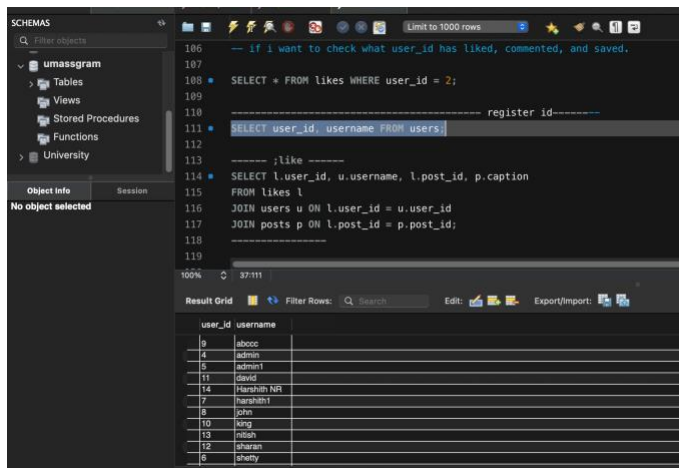 SCHEMAS
Filter objects
umassgram
Tables
Views
Stored Procedures
Functions
University
Object Info Session
No object selected
Limit to 1000 rows
106 -- if i want to check what user_id has liked, commented, and saved.
107
108 SELECT * FROM likes WHERE user_id = 2;
109
110 ------------------------------------------- register id--------
111 SELECT user_id, username FROM users;
112
113 ------ ;like ------
114 SELECT l.user_id, u.username, l.post_id, p.caption
115 FROM likes l
116 JOIN users u ON l.user_id = u.user_id
117 JOIN posts p ON l.post_id = p.post_id;
118 ----------------
119
100% 37:111
Result Grid Filter Rows: Search Edit: Export/Import:
user_id username
9 abccc
4 admin
5 admin1
11 david
14 Harshith NR
7 harshith1
8 john
10 king
13 nitish
12 sharan
6 shetty